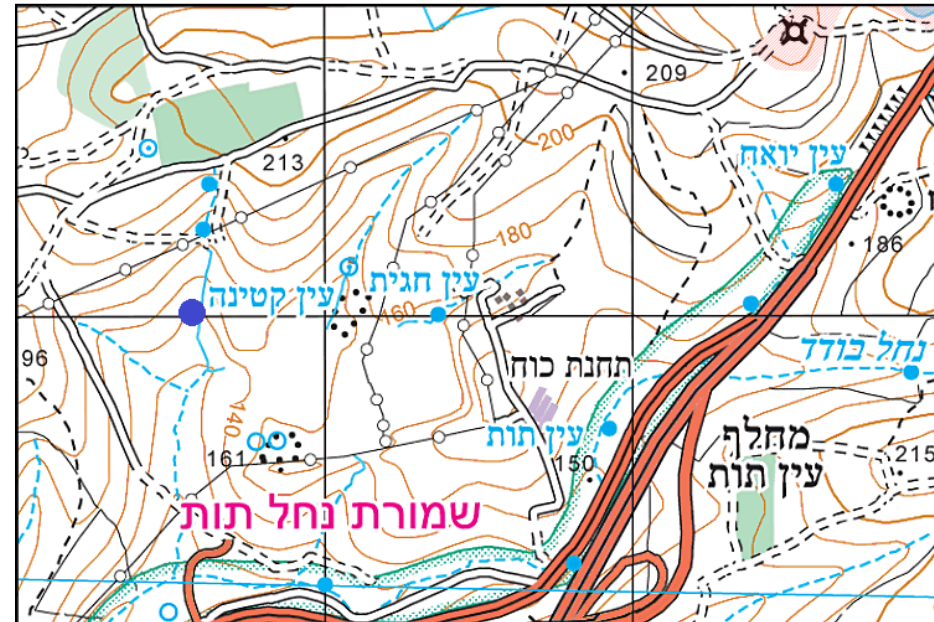 209
200
213
עין יואח
180
186
עין חגית
עין קטינה
160
נחל בודד
96
תחנת כוח
140
עין תות
מחלף
עין תות
161
150
215
שמורת נחל תות